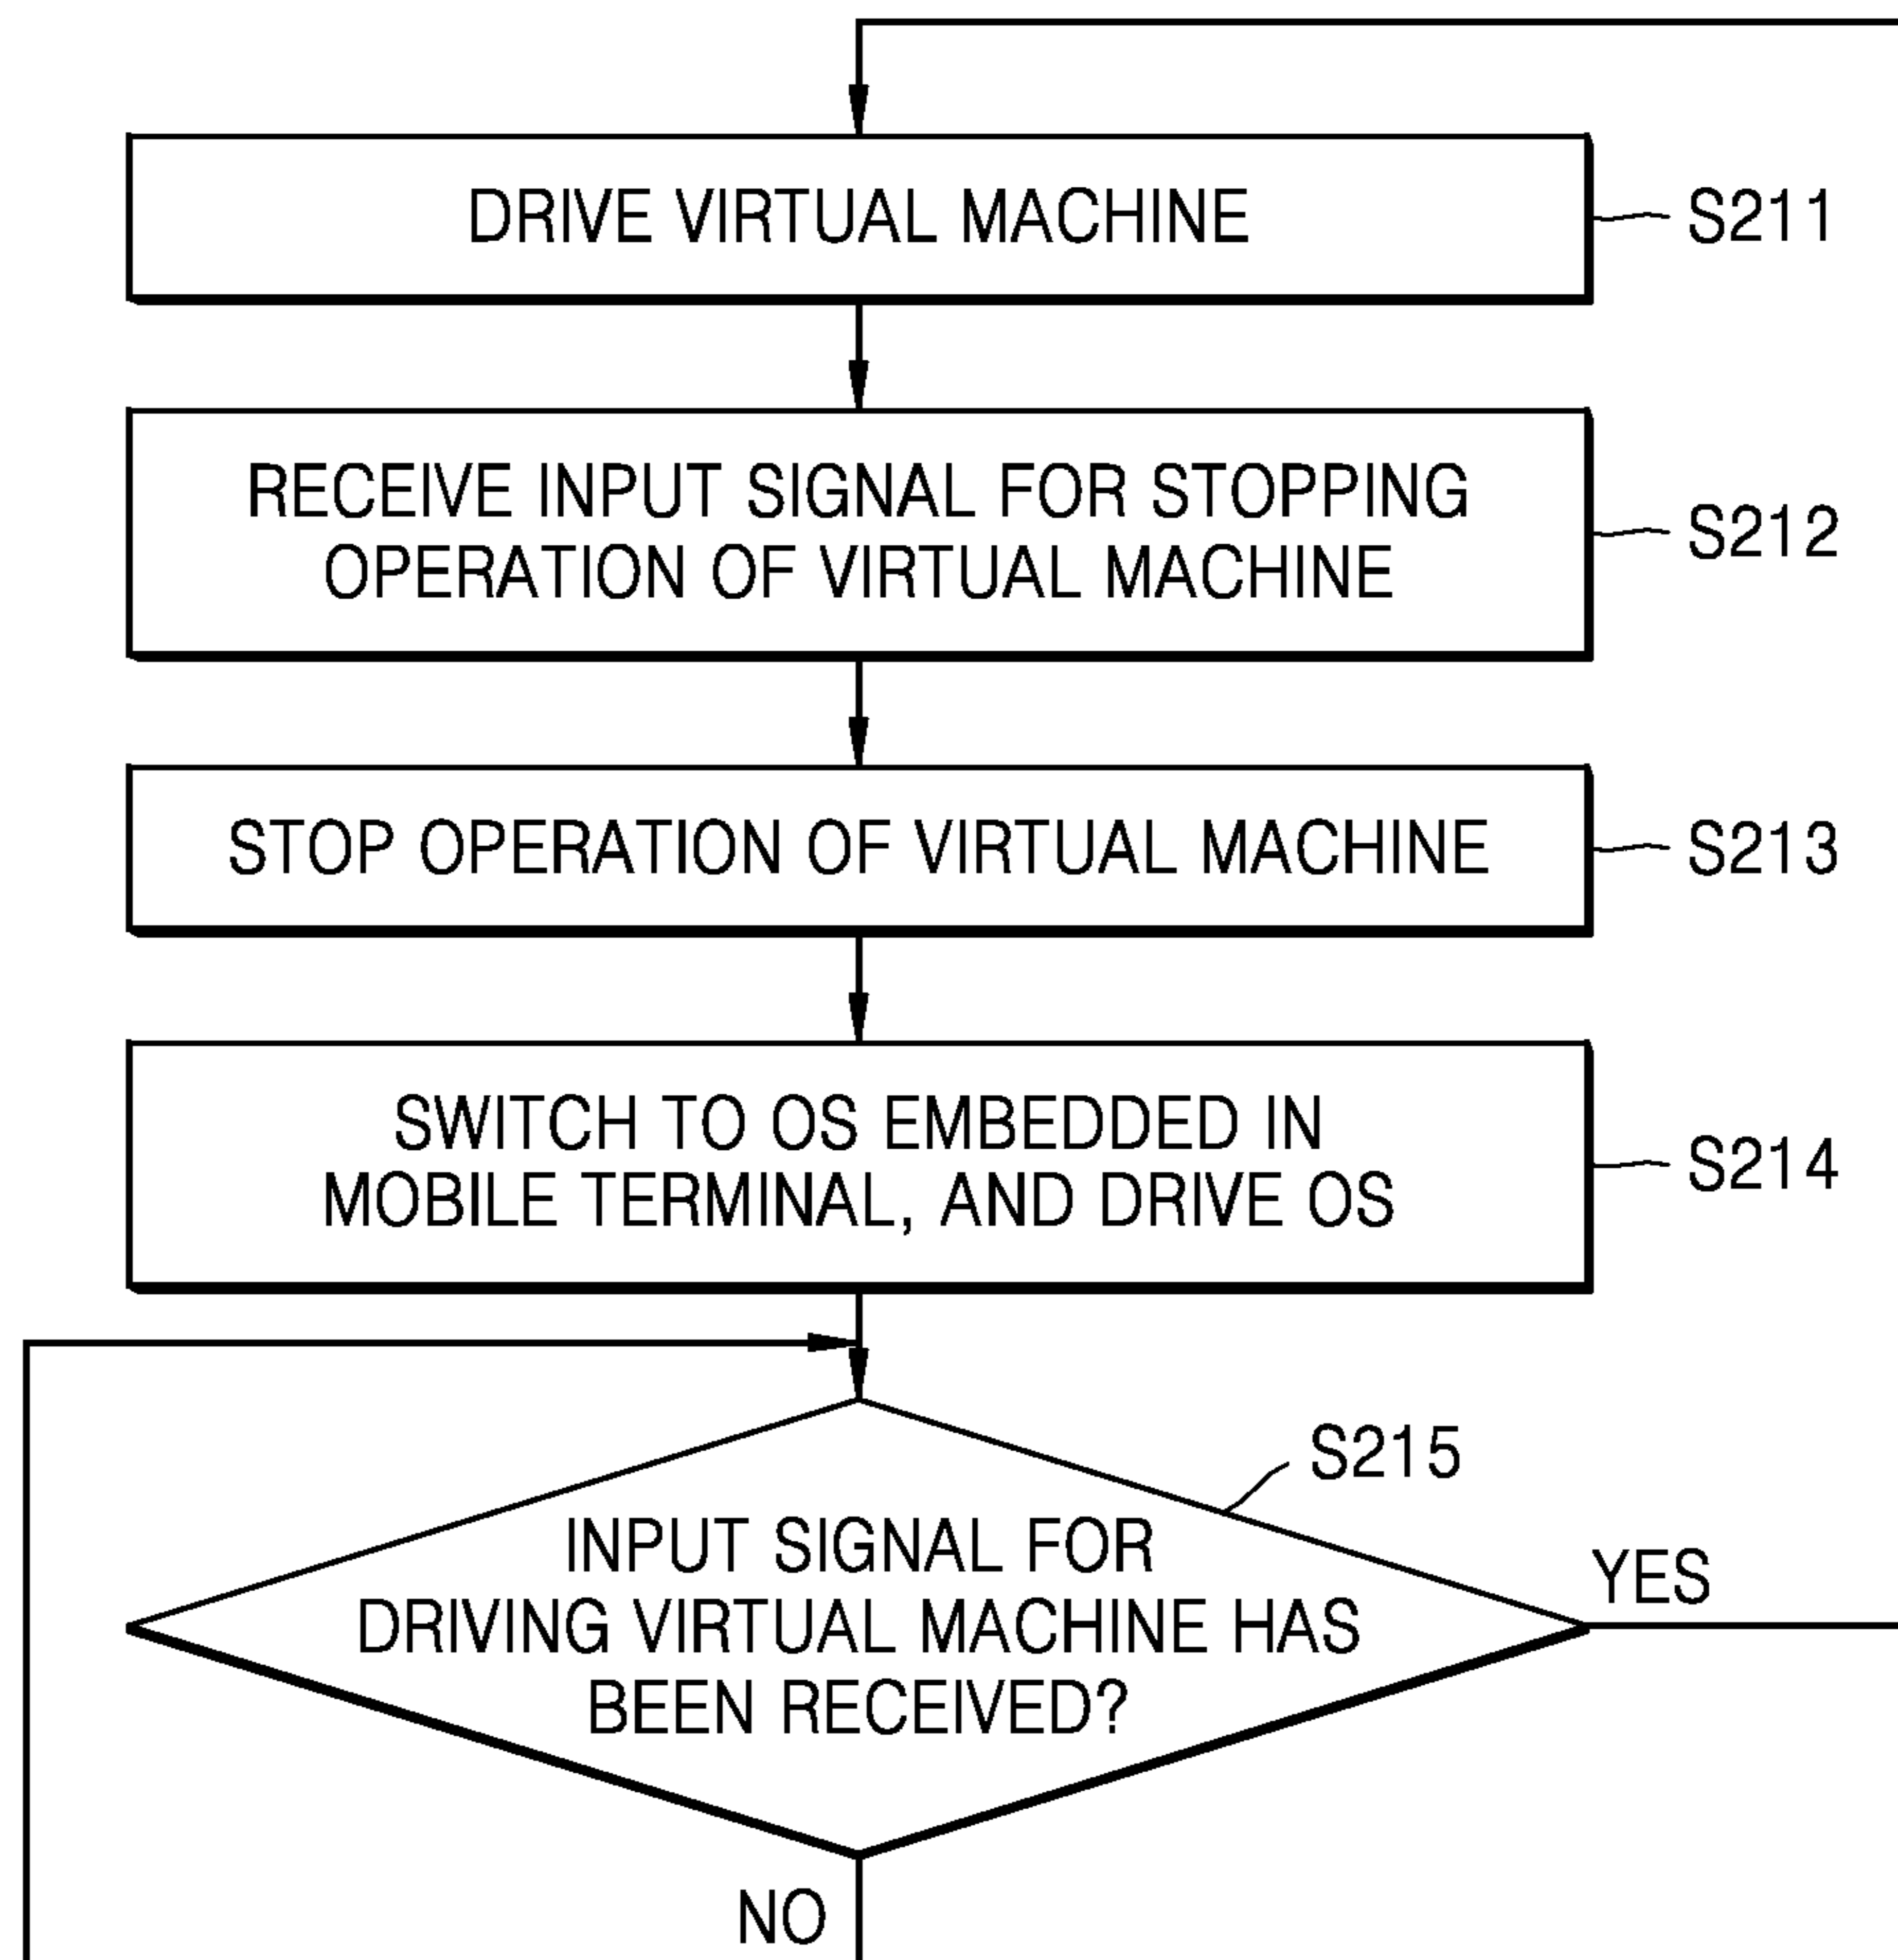 DRIVE VIRTUAL MACHINE
S211
RECEIVE INPUT SIGNAL FOR STOPPING
OPERATION OF VIRTUAL MACHINE
S212
STOP OPERATION OF VIRTUAL MACHINE
S213
SWITCH TO OS EMBEDDED IN
MOBILE TERMINAL, AND DRIVE OS
S214
S215
INPUT SIGNAL FOR
DRIVING VIRTUAL MACHINE HAS
BEEN RECEIVED?
YES
NO